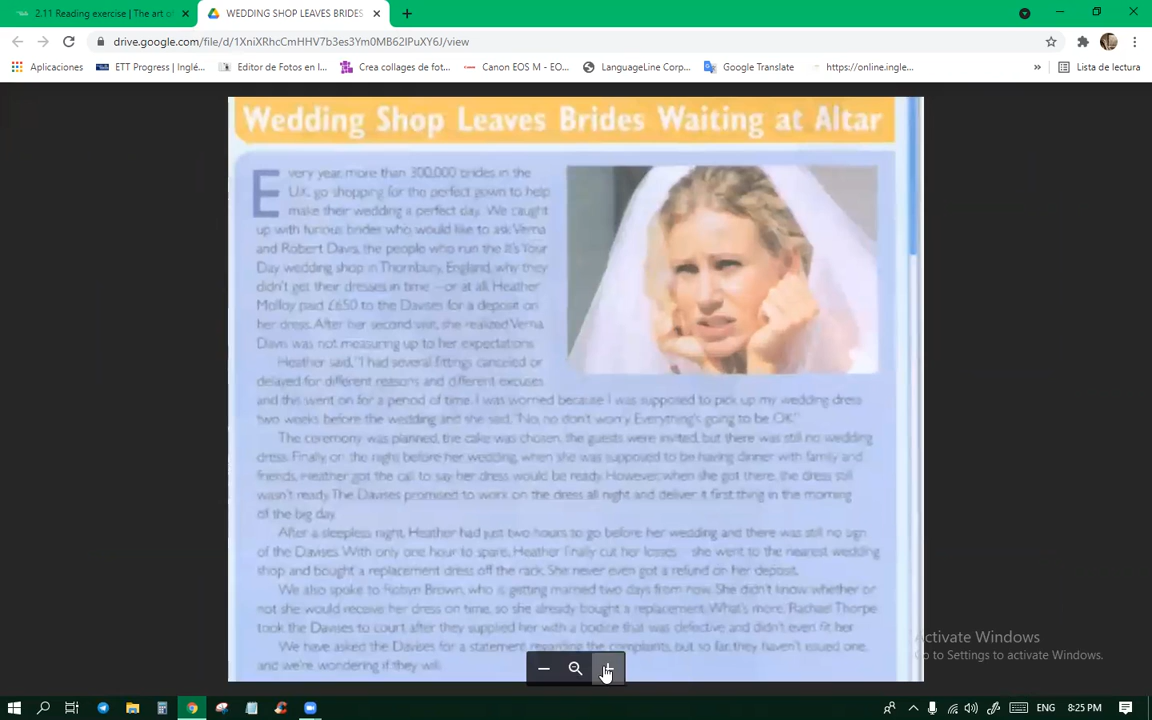 2.11 Reading exercise | The art of
WEDDING SHOP LEAVES BRIDES
drive.google.com/file/d/1XniXRhcCmHHV7b3es3Ym0MB62IPuXY6J/view
Aplicaciones
ETT Progress | Inglé...
Editor de Fotos en l...
Crea collages de fot...
Canon EOS M - EO...
LanguageLine Corp...
Google Translate
https://online.ingle...
»
Lista de lectura
Wedding Shop Leaves Brides Waiting at Altar
Every year, more than 300,000 brides in the
U.K. go shopping for the perfect gown to help
make their wedding a perfect day. We caught
up with furious brides who would like to ask Verna
and Robert Davis, the people who run the It's Your
Day wedding shop in Thornbury, England, why they
didn't get their dresses in time—or at all. Heather
Molloy paid £650 to the Davises for a deposit on
her dress. After her second visit, she realized Verna
Davis was not measuring up to her expectations.
Heather said, "I had several fittings canceled or
delayed for different reasons and different excuses
and this went on for a period of time. I was worried because I was supposed to pick up my wedding dress
two weeks before the wedding and she said, 'No, no don't worry. Everything's going to be OK.'"
The ceremony was planned, the cake was chosen, the guests were invited, but there was still no wedding
dress. Finally, on the night before her wedding, when she was supposed to be having dinner with family and
friends, Heather got the call to say her dress would be ready. However, when she got there, the dress still
wasn't ready. The Davises promised to work on the dress all night and deliver it first thing in the morning
of the big day.
After a sleepless night, Heather had just two hours to go before her wedding and there was still no sign
of the Davises. With only one hour to spare, Heather finally cut her losses—she went to the nearest wedding
shop and bought a replacement dress off the rack. She never even got a refund on her deposit.
We also spoke to Robyn Brown, who is getting married two days from now. She didn't know whether or
not she would receive her dress on time, so she already bought a replacement. What's more, Rachael Thorpe
took the Davises to court after they supplied her with a bodice that was defective and didn't even fit her.
We have asked the Davises for a statement regarding the complaints, but so far, they haven't issued one,
and we're wondering if they will.
Activate Windows
Go to Settings to activate Windows.
ENG
8:25 PM